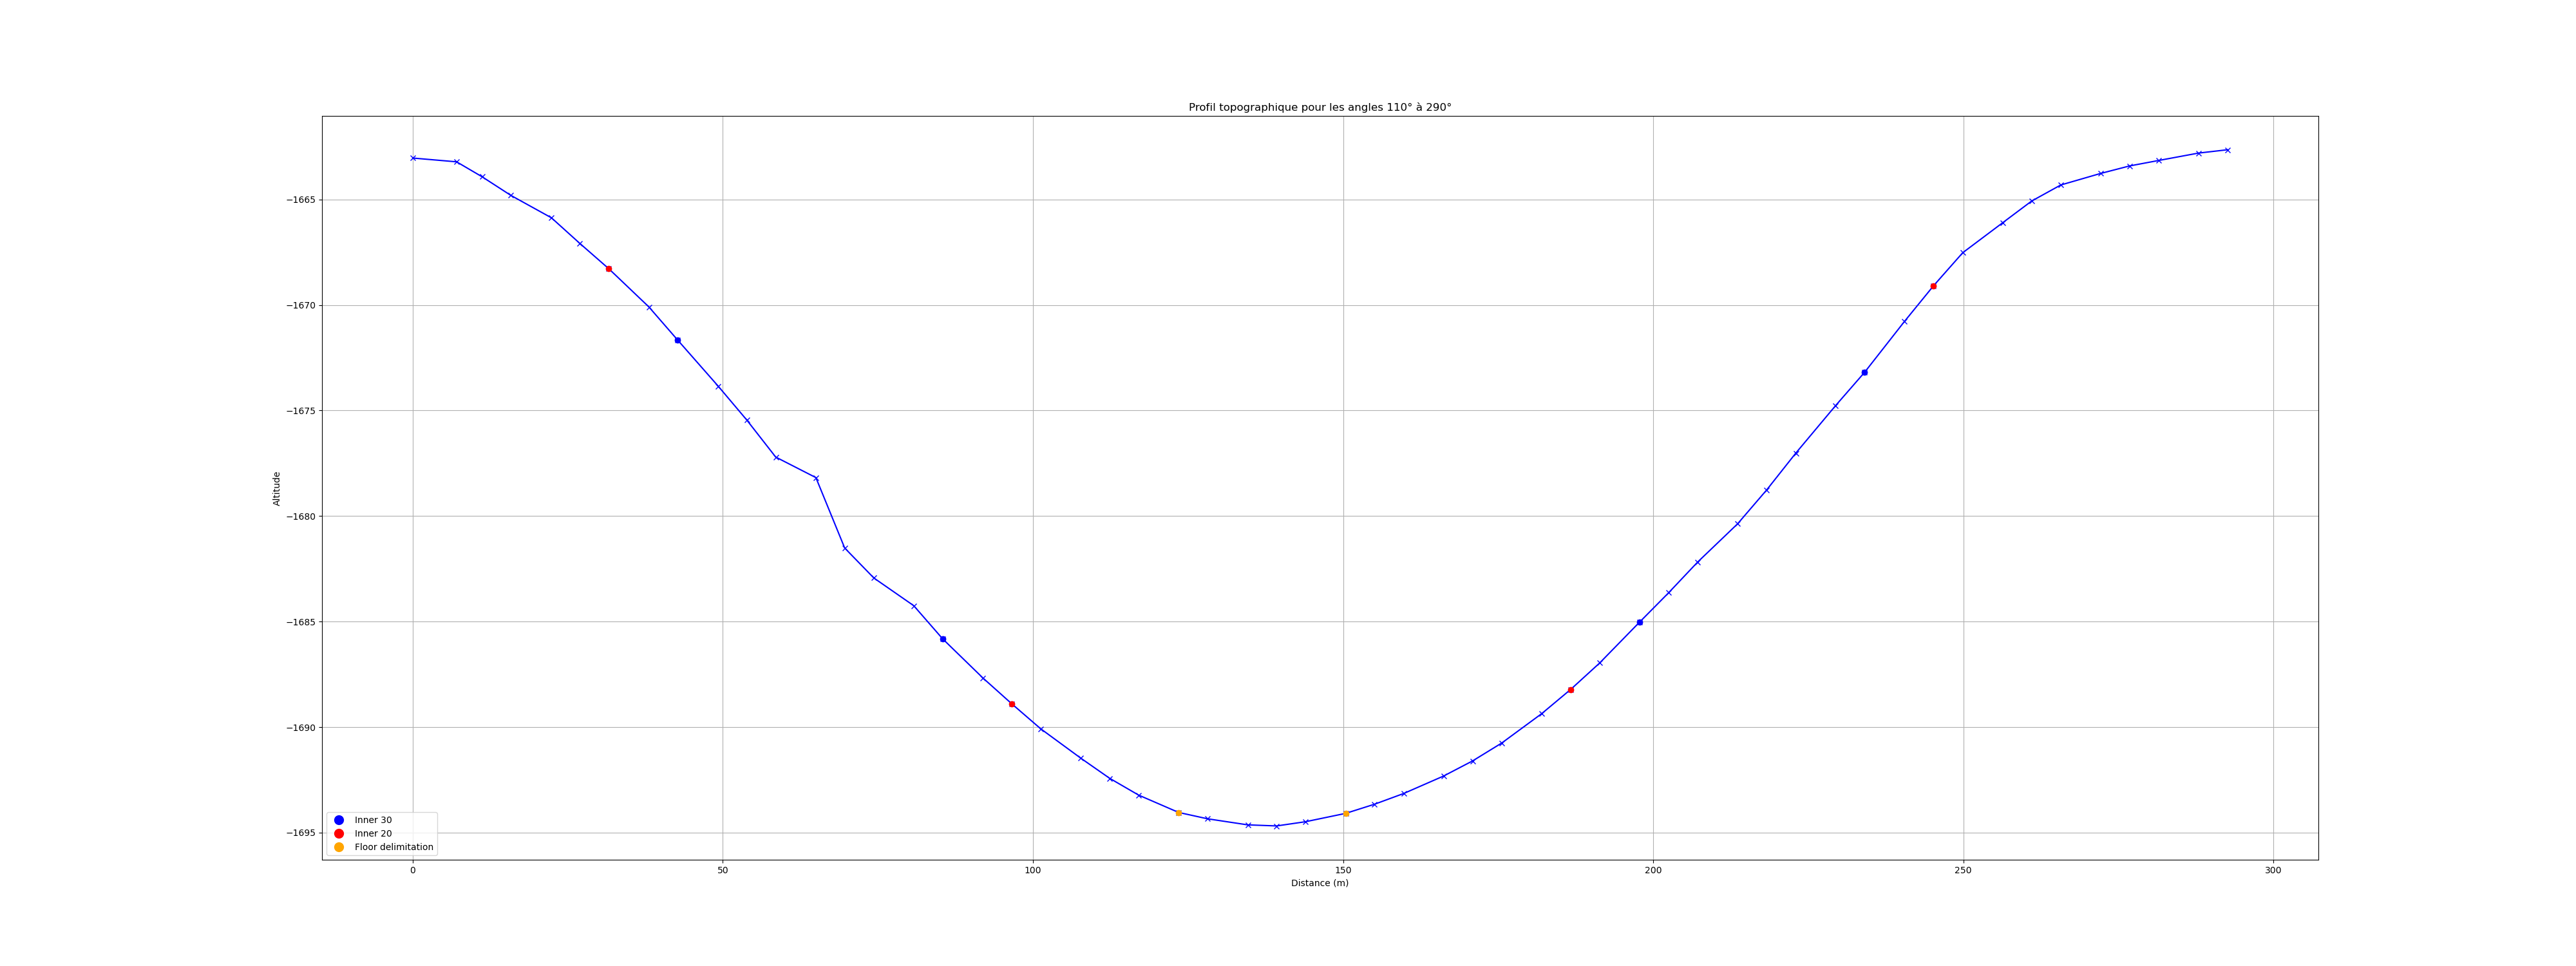 Profil topographique pour les angles 110° à 290°
Altitude
−1665
−1670
−1675
−1680
−1685
−1690
−1695
Inner 30
Inner 20
Floor delimitation
0 50 100 150 200 250 300
Distance (m)